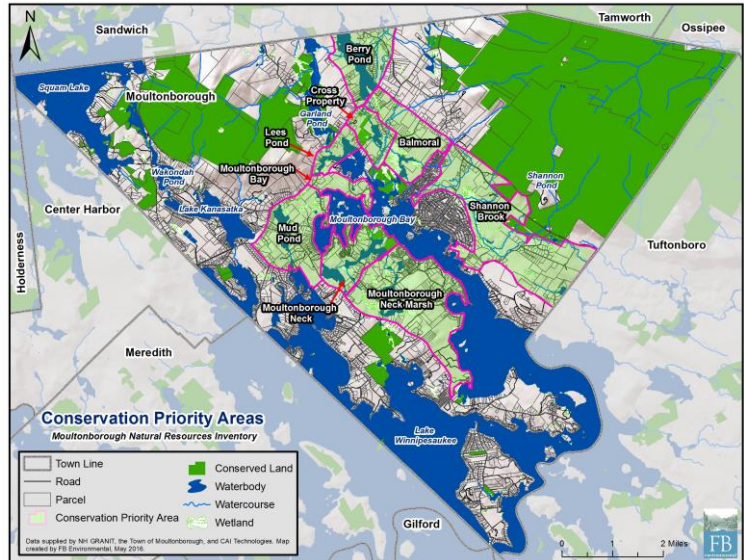 Sandwich
Tamworth
Ossipee
N
Squam Lake
Moultonborough
Berry
Pond
Cross
Property
Garland
Pond
Lees
Pond
Balmoral
Moultonborough
Bay
Wakondah
Pond
Shannon
Pond
Center Harbor
Lake Kanasatka
Moultonborough Bay
Shannon
Brook
Mud
Pond
Tuftonboro
Holderness
Moultonborough
Neck Marsh
Moultonborough
Neck
Meredith
Conservation Priority Areas
Moultonborough Natural Resources Inventory
Lake
Winnipesaukee
Town Line
Road
Parcel
Conservation Priority Area
Conserved Land
Waterbody
Watercourse
Wetland
Data supplied by NH GRANIT, the Town of Moultonborough, and CAI Technologies. Map
created by FB Environmental, May 2016.
Gilford
0 1 2 Miles
FB